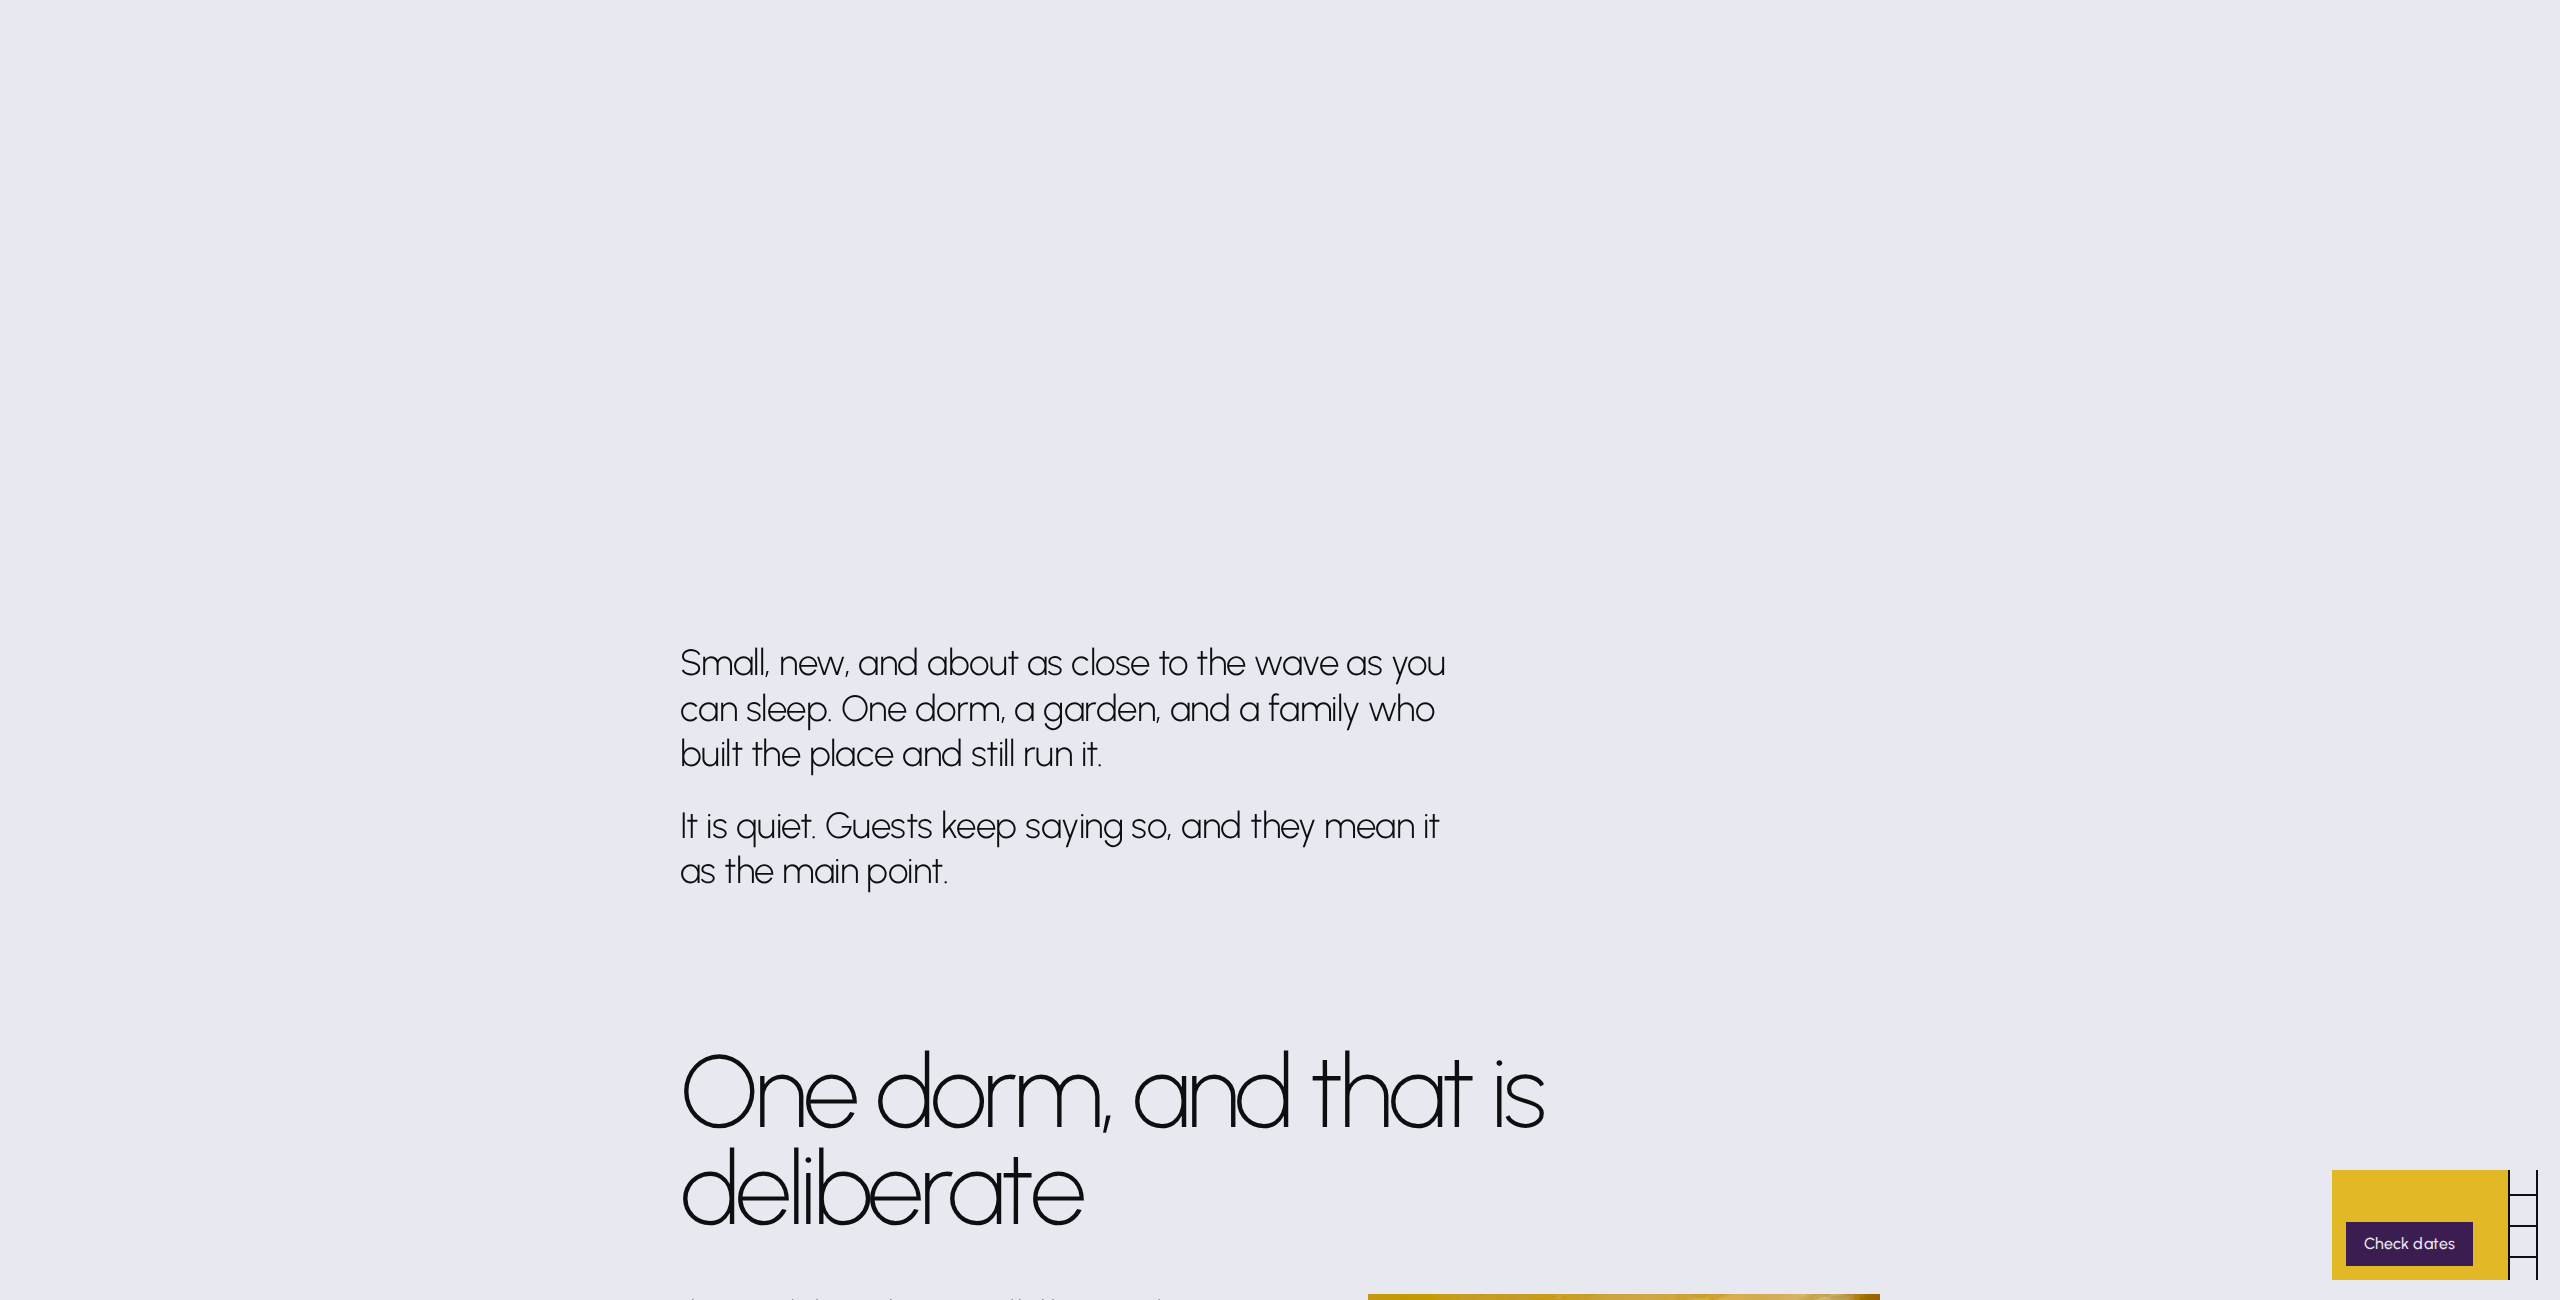 Small, new, and about as close to the wave as you
can sleep. One dorm, a garden, and a family who
built the place and still run it.
It is quiet. Guests keep saying so, and they mean it
as the main point.
One dorm, and that is
deliberate
Check dates